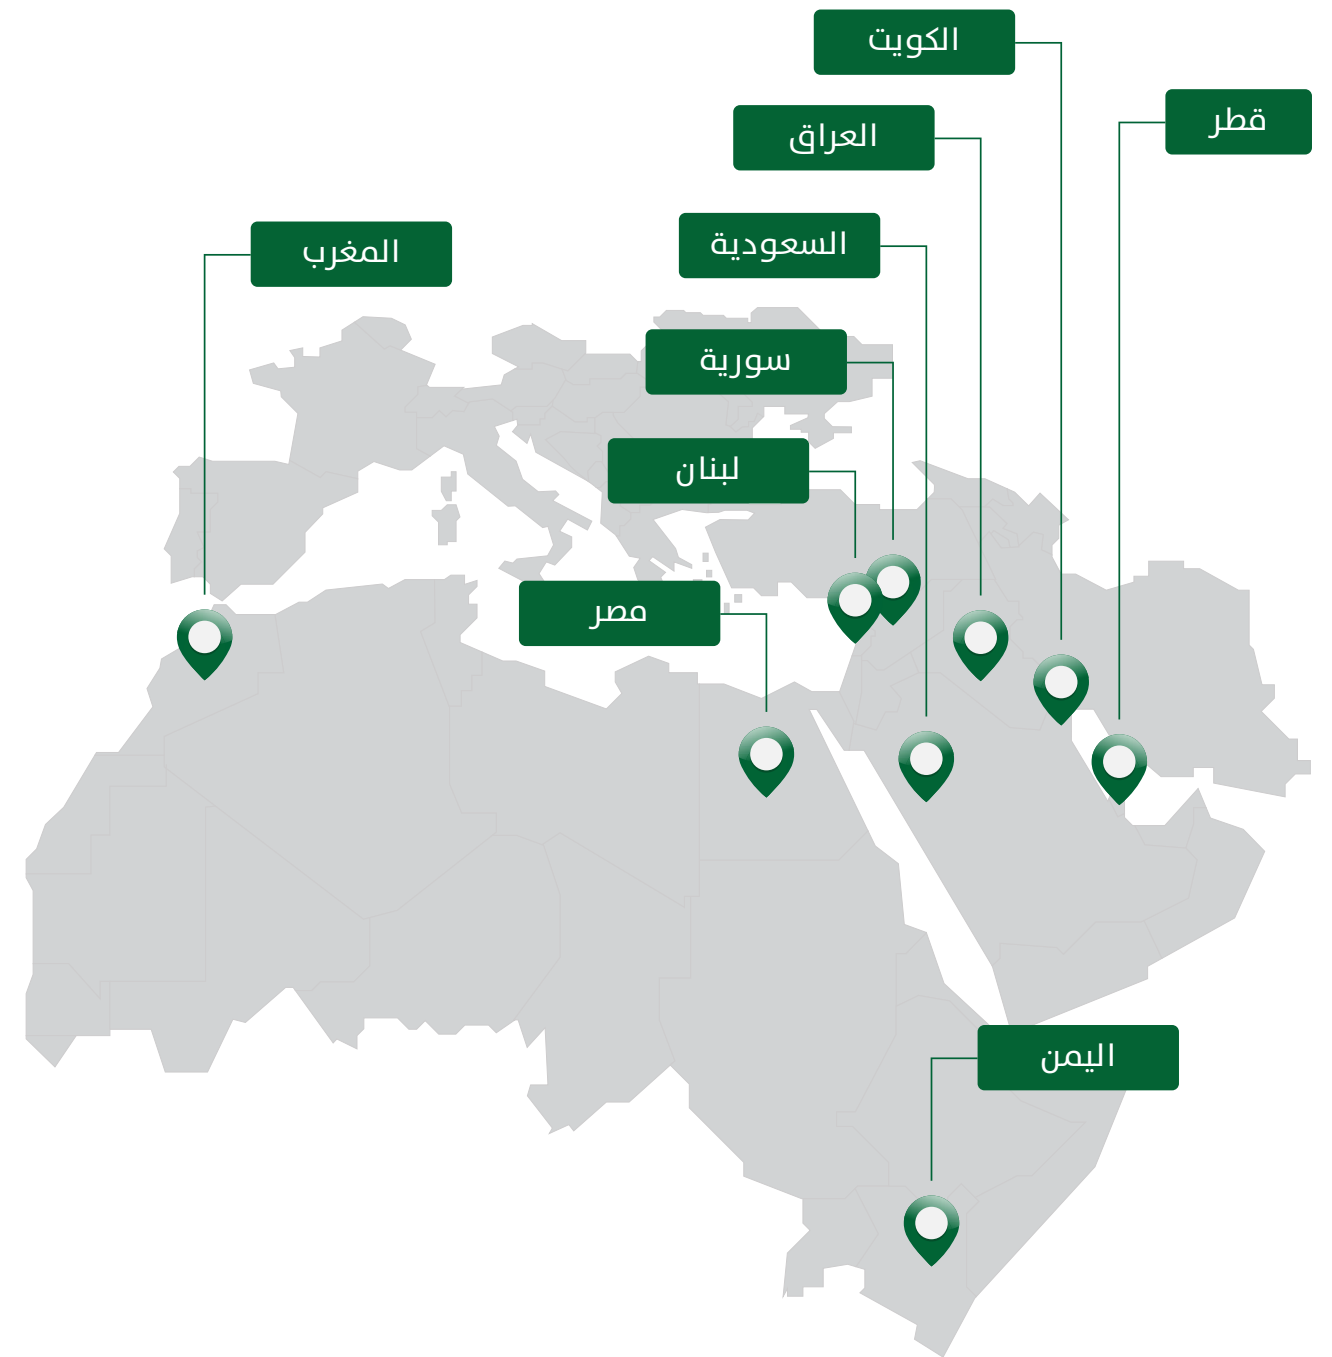 الكويت
قطر
العراق
السعودية
المغرب
سورية
لبنان
مصر
اليمن